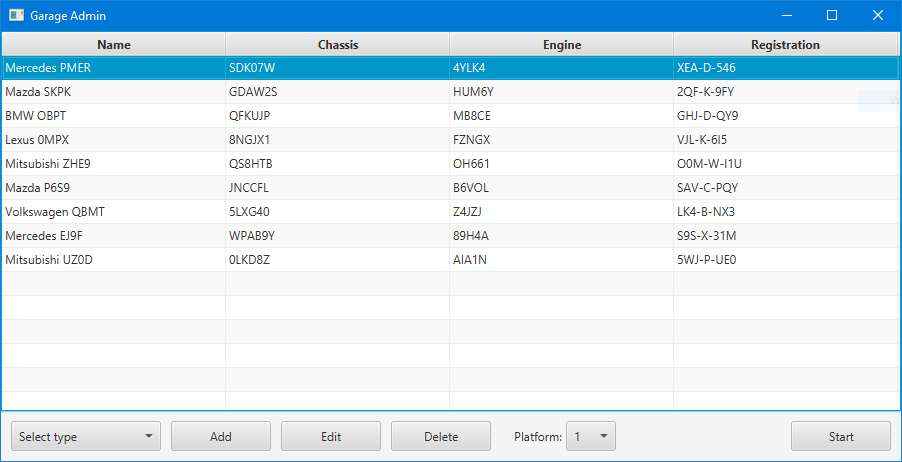 Garage Admin
Name Chassis Engine Registration
Mercedes PMER SDK07W 4YLK4 XEA-D-546
Mazda SKPK GDAW2S HUM6Y 2QF-K-9FY
BMW OBPT QFKUJP MB8CE GHJ-D-QY9
Lexus 0MPX 8NGJX1 FZNGX VJL-K-6I5
Mitsubishi ZHE9 QS8HTB OH661 O0M-W-I1U
Mazda P6S9 JNCCFL B6VOL SAV-C-PQY
Volkswagen QBMT 5LXG40 Z4JZJ LK4-B-NX3
Mercedes EJ9F WPAB9Y 89H4A S9S-X-31M
Mitsubishi UZ0D 0LKD8Z AIA1N 5WJ-P-UE0
Select type Add Edit Delete Platform: 1 Start